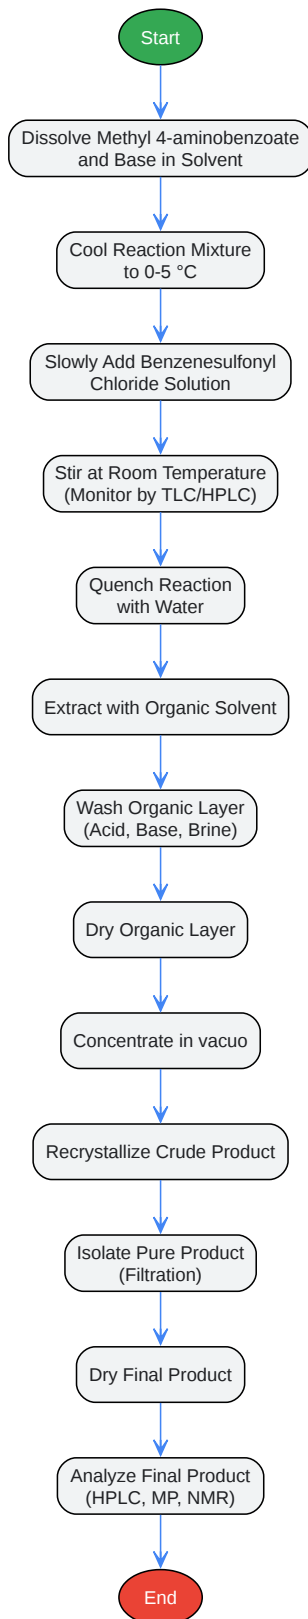 Start
Dissolve Methyl 4-aminobenzoate
and Base in Solvent
Cool Reaction Mixture
to 0-5 °C
Slowly Add Benzenesulfonyl
Chloride Solution
Stir at Room Temperature
(Monitor by TLC/HPLC)
Quench Reaction
with Water
Extract with Organic Solvent
Wash Organic Layer
(Acid, Base, Brine)
Dry Organic Layer
Concentrate in vacuo
Recrystallize Crude Product
Isolate Pure Product
(Filtration)
Dry Final Product
Analyze Final Product
(HPLC, MP, NMR)
End